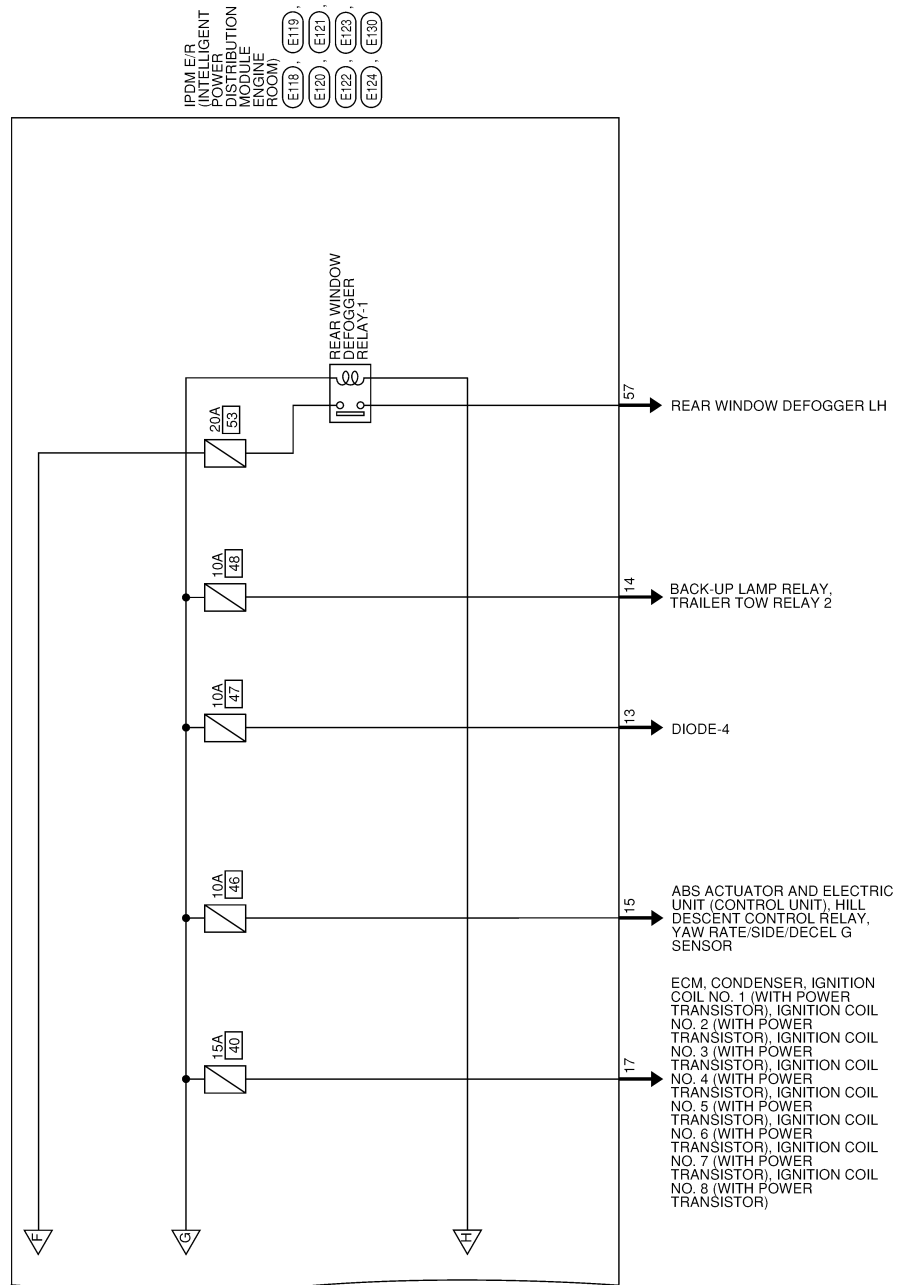 IPDM E/R
(INTELLIGENT
POWER
DISTRIBUTION
MODULE
ENGINE
ROOM)
E118, E119,
E120, E121,
E122, E123,
E124, E130
REAR WINDOW
DEFOGGER
RELAY-1
20A
53
57
REAR WINDOW DEFOGGER LH
10A
48
14
BACK-UP LAMP RELAY,
TRAILER TOW RELAY 2
10A
47
13
DIODE-4
10A
46
15
ABS ACTUATOR AND ELECTRIC
UNIT (CONTROL UNIT), HILL
DESCENT CONTROL RELAY,
YAW RATE/SIDE/DECEL G
SENSOR
15A
40
17
ECM, CONDENSER, IGNITION
COIL NO. 1 (WITH POWER
TRANSISTOR), IGNITION COIL
NO. 2 (WITH POWER
TRANSISTOR), IGNITION COIL
NO. 3 (WITH POWER
TRANSISTOR), IGNITION COIL
NO. 4 (WITH POWER
TRANSISTOR), IGNITION COIL
NO. 5 (WITH POWER
TRANSISTOR), IGNITION COIL
NO. 6 (WITH POWER
TRANSISTOR), IGNITION COIL
NO. 7 (WITH POWER
TRANSISTOR), IGNITION COIL
NO. 8 (WITH POWER
TRANSISTOR)
F
G
H